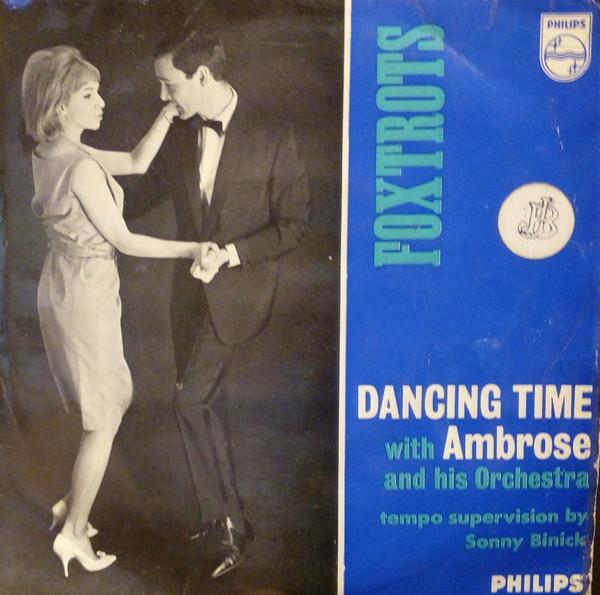 PHILIPS
FOXTROTS
DANCING TIME
with Ambrose
and his Orchestra
tempo supervision by
Sonny Binick
PHILIPS